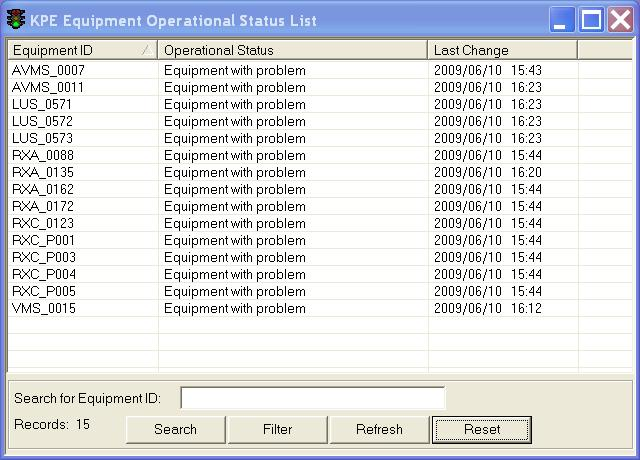 KPE Equipment Operational Status List
Equipment ID Operational Status Last Change
AVMS_0007 Equipment with problem 2009/06/10 15:43
AVMS_0011 Equipment with problem 2009/06/10 16:23
LUS_0571 Equipment with problem 2009/06/10 16:23
LUS_0572 Equipment with problem 2009/06/10 16:23
LUS_0573 Equipment with problem 2009/06/10 16:23
RXA_0088 Equipment with problem 2009/06/10 15:44
RXA_0135 Equipment with problem 2009/06/10 16:20
RXA_0162 Equipment with problem 2009/06/10 15:44
RXA_0172 Equipment with problem 2009/06/10 15:44
RXC_0123 Equipment with problem 2009/06/10 15:44
RXC_P001 Equipment with problem 2009/06/10 15:44
RXC_P003 Equipment with problem 2009/06/10 15:44
RXC_P004 Equipment with problem 2009/06/10 15:44
RXC_P005 Equipment with problem 2009/06/10 15:44
VMS_0015 Equipment with problem 2009/06/10 16:12
Search for Equipment ID:
Records: 15 Search Filter Refresh Reset